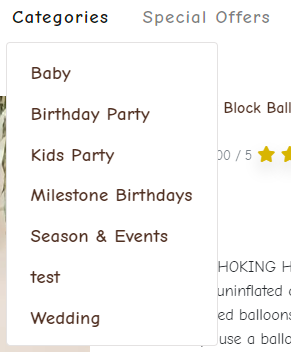 Categories Special Offers
Baby
Block Ball
Birthday Party
Kids Party
00 / 5
Milestone Birthdays
Season & Events
HOKING H
test
uninflated
ed balloons
Wedding
use a ballo